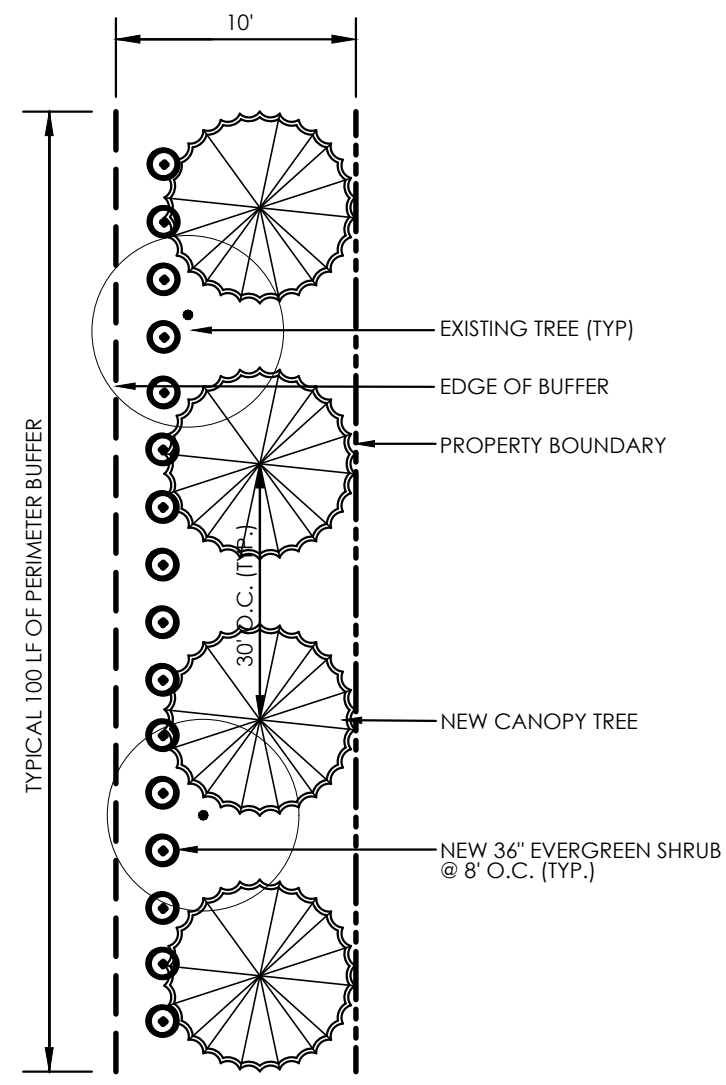 10'
EXISTING TREE (TYP)
EDGE OF BUFFER
PROPERTY BOUNDARY
TYPICAL 100 LF OF PERIMETER BUFFER
30' O.C. (TYP.)
NEW CANOPY TREE
NEW 36" EVERGREEN SHRUB
@ 8' O.C. (TYP.)